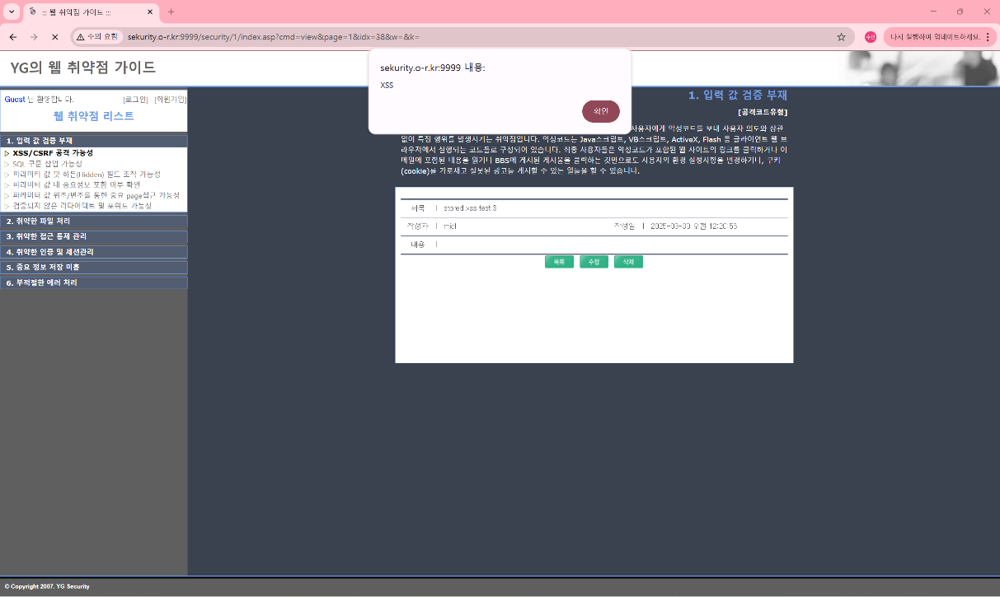 ::: 웹 취의점 가이드 :::
수의 요함
sekurity.o-r.kr:9999/security/1/index.asp?cmd=view&page=1&idx=38&w=&k=
수민
다시 실행하여 업데이트하세요.
YG의 웹 취약점 가이드
sekurity.o-r.kr:9999 내용:
XSS
확인
Guest 님 환영합니다.
[로그인] [회원가입]
웹 취약점 리스트
1. 입력 값 검증 부재
XSS/CSRF 공격 가능성
SQL 구문 삽입 가능성
파라미터 값 및 히든(Hidden) 필드 조작 가능성
파라미터 값 내 중요정보 포함 여부 확인
파라미터 값 위조/변조를 통한 중요 page접근 가능성
검증되지 않은 리다이렉트 및 포워드 가능성
2. 취약한 파일 처리
3. 취약한 접근 통제 관리
4. 취약한 인증 및 세션관리
5. 중요 정보 저장 미흡
6. 부적절한 에러 처리
1. 입력 값 검증 부재
[공격코드유형]
사용자에게 악성코드를 보내 사용자 의도와 상관
없이 특정 행위를 발생시키는 취약점입니다. 악성코드는 Java스크립트, VB스크립트, ActiveX, Flash 등 클라이언트 웹 브
라우저에서 실행되는 코드들로 구성되어 있습니다. 최종 사용자들은 악성코드가 포함된 웹 사이트의 링크를 클릭하거나 이
메일에 포함된 내용을 읽거나 BBS에 게시된 게시물을 클릭하는 것만으로도 사용자의 환경 설정사항을 변경하거나, 쿠키
(cookie)를 가로채고 잘못된 광고를 게시할 수 있는 일들을 할 수 있습니다.
제목 | stored xss test 3
작성자 | miel 작성일 | 2025-03-30 오전 12:20:56
내용 |
목록 수정 삭제
© Copyright 2007. YG Security